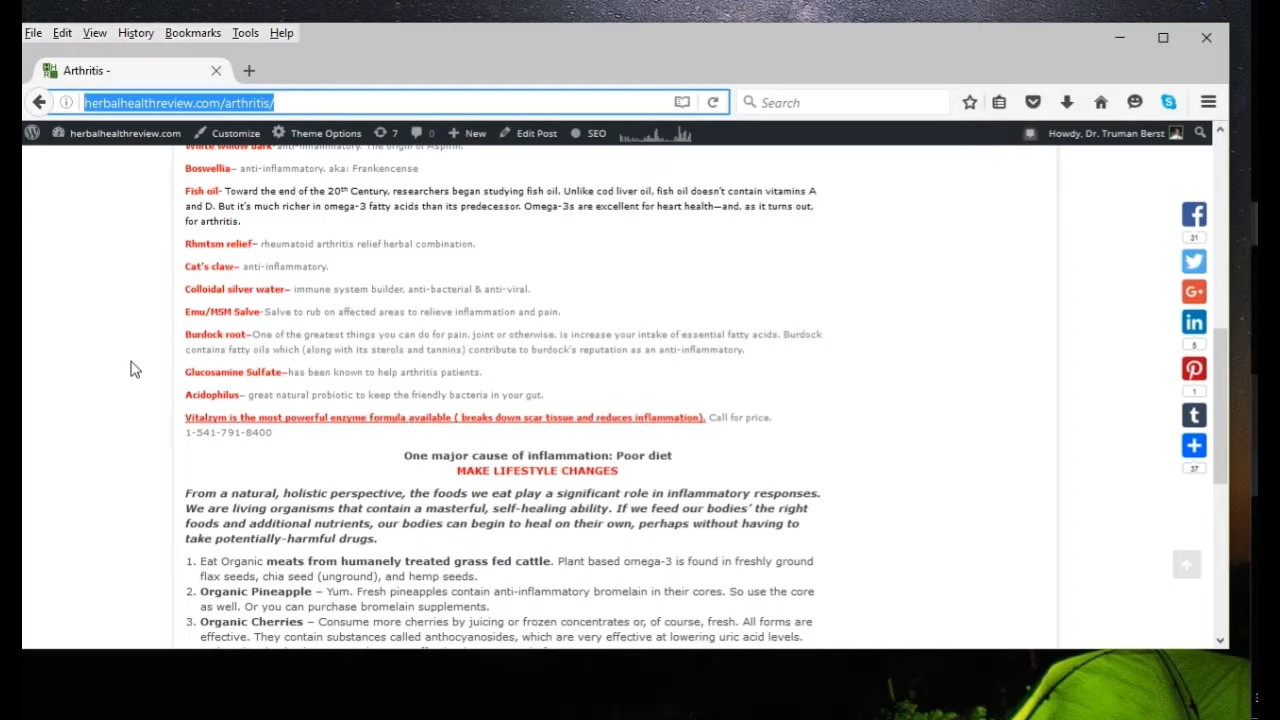 File Edit View History Bookmarks Tools Help
Arthritis -
herbalhealthreview.com/arthritis/
Search
herbalhealthreview.com Customize Theme Options 7 0 New Edit Post SEO Howdy, Dr. Truman Berst
White willow bark-anti-inflammatory. The origin of Aspirin.
Boswellia– anti-inflammatory. aka: Frankencense
Fish oil- Toward the end of the 20th Century, researchers began studying fish oil. Unlike cod liver oil, fish oil doesn't contain vitamins A
and D. But it's much richer in omega-3 fatty acids than its predecessor. Omega-3s are excellent for heart health—and, as it turns out,
for arthritis.
Rhmtsm relief– rheumatoid arthritis relief herbal combination.
Cat's claw– anti-inflammatory.
Colloidal silver water– immune system builder, anti-bacterial & anti-viral.
Emu/MSM Salve-Salve to rub on affected areas to relieve inflammation and pain.
Burdock root–One of the greatest things you can do for pain, joint or otherwise, is increase your intake of essential fatty acids. Burdock
contains fatty oils which (along with its sterols and tannins) contribute to burdock's reputation as an anti-inflammatory.
Glucosamine Sulfate–has been known to help arthritis patients.
Acidophilus– great natural probiotic to keep the friendly bacteria in your gut.
Vitalzym is the most powerful enzyme formula available ( breaks down scar tissue and reduces inflammation). Call for price.
1-541-791-8400
One major cause of inflammation: Poor diet
MAKE LIFESTYLE CHANGES
From a natural, holistic perspective, the foods we eat play a significant role in inflammatory responses.
We are living organisms that contain a masterful, self-healing ability. If we feed our bodies' the right
foods and additional nutrients, our bodies can begin to heal on their own, perhaps without having to
take potentially-harmful drugs.
1. Eat Organic meats from humanely treated grass fed cattle. Plant based omega-3 is found in freshly ground
flax seeds, chia seed (unground), and hemp seeds.
2. Organic Pineapple – Yum. Fresh pineapples contain anti-inflammatory bromelain in their cores. So use the core
as well. Or you can purchase bromelain supplements.
3. Organic Cherries – Consume more cherries by juicing or frozen concentrates or, of course, fresh. All forms are
effective. They contain substances called anthocyanosides, which are very effective at lowering uric acid levels.
31
5
1
37